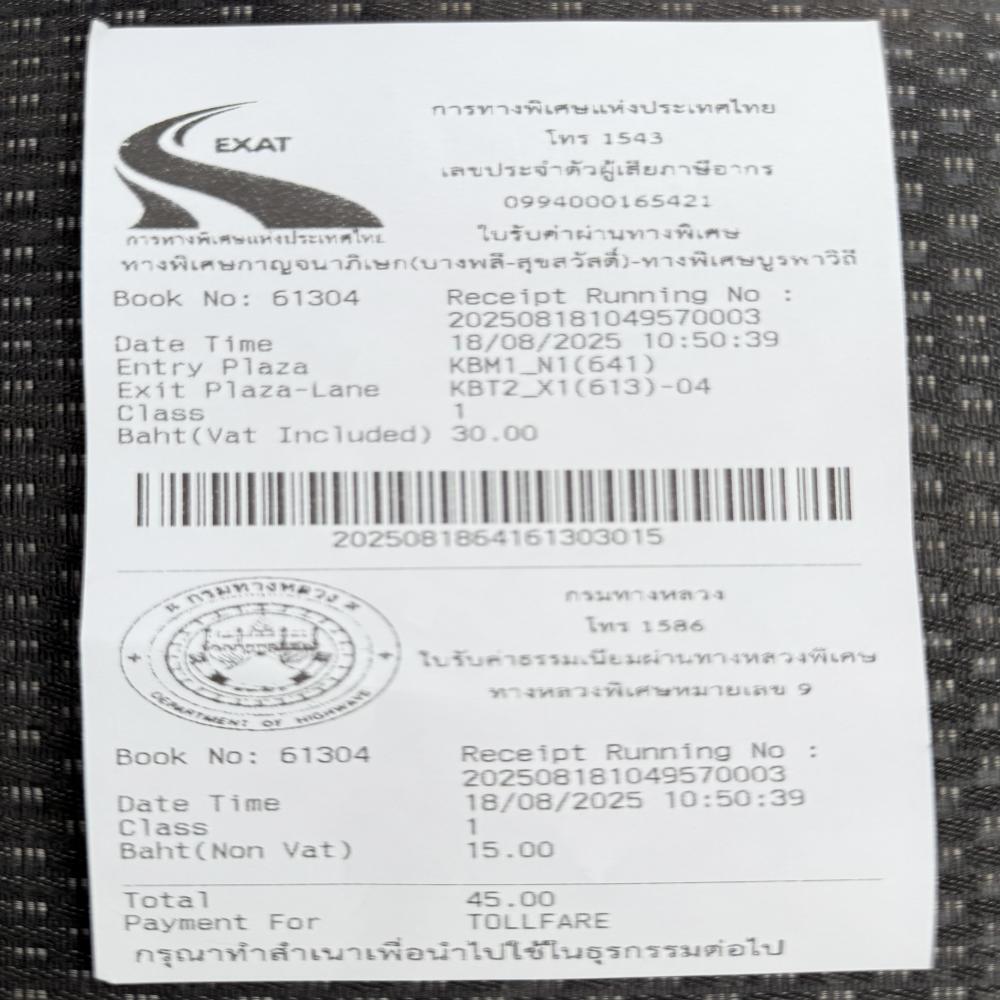 EXAT
การทางพิเศษแห่งประเทศไทย
การทางพิเศษแห่งประเทศไทย
โทร 1543
เลขประจำตัวผู้เสียภาษีอากร
0994000165421
ใบรับค่าผ่านทางพิเศษ
ทางพิเศษกาญจนาภิเษก(บางพลี-สุขสวัสดิ์)-ทางพิเศษบูรพาวิถี
Book No: 61304 Receipt Running No :
202508181049570003
Date Time 18/08/2025 10:50:39
Entry Plaza KBM1_N1(641)
Exit Plaza-Lane KBT2_X1(613)-04
Class 1
Baht(Vat Included) 30.00
2025081864161303015
กรมทางหลวง
DEPARTMENT OF HIGHWAYS
กรมทางหลวง
โทร 1586
ใบรับค่าธรรมเนียมผ่านทางหลวงพิเศษ
ทางหลวงพิเศษหมายเลข 9
Book No: 61304 Receipt Running No :
202508181049570003
Date Time 18/08/2025 10:50:39
Class 1
Baht(Non Vat) 15.00
Total 45.00
Payment For TOLLFARE
กรุณาทำสำเนาเพื่อนำไปใช้ในธุรกรรมต่อไป